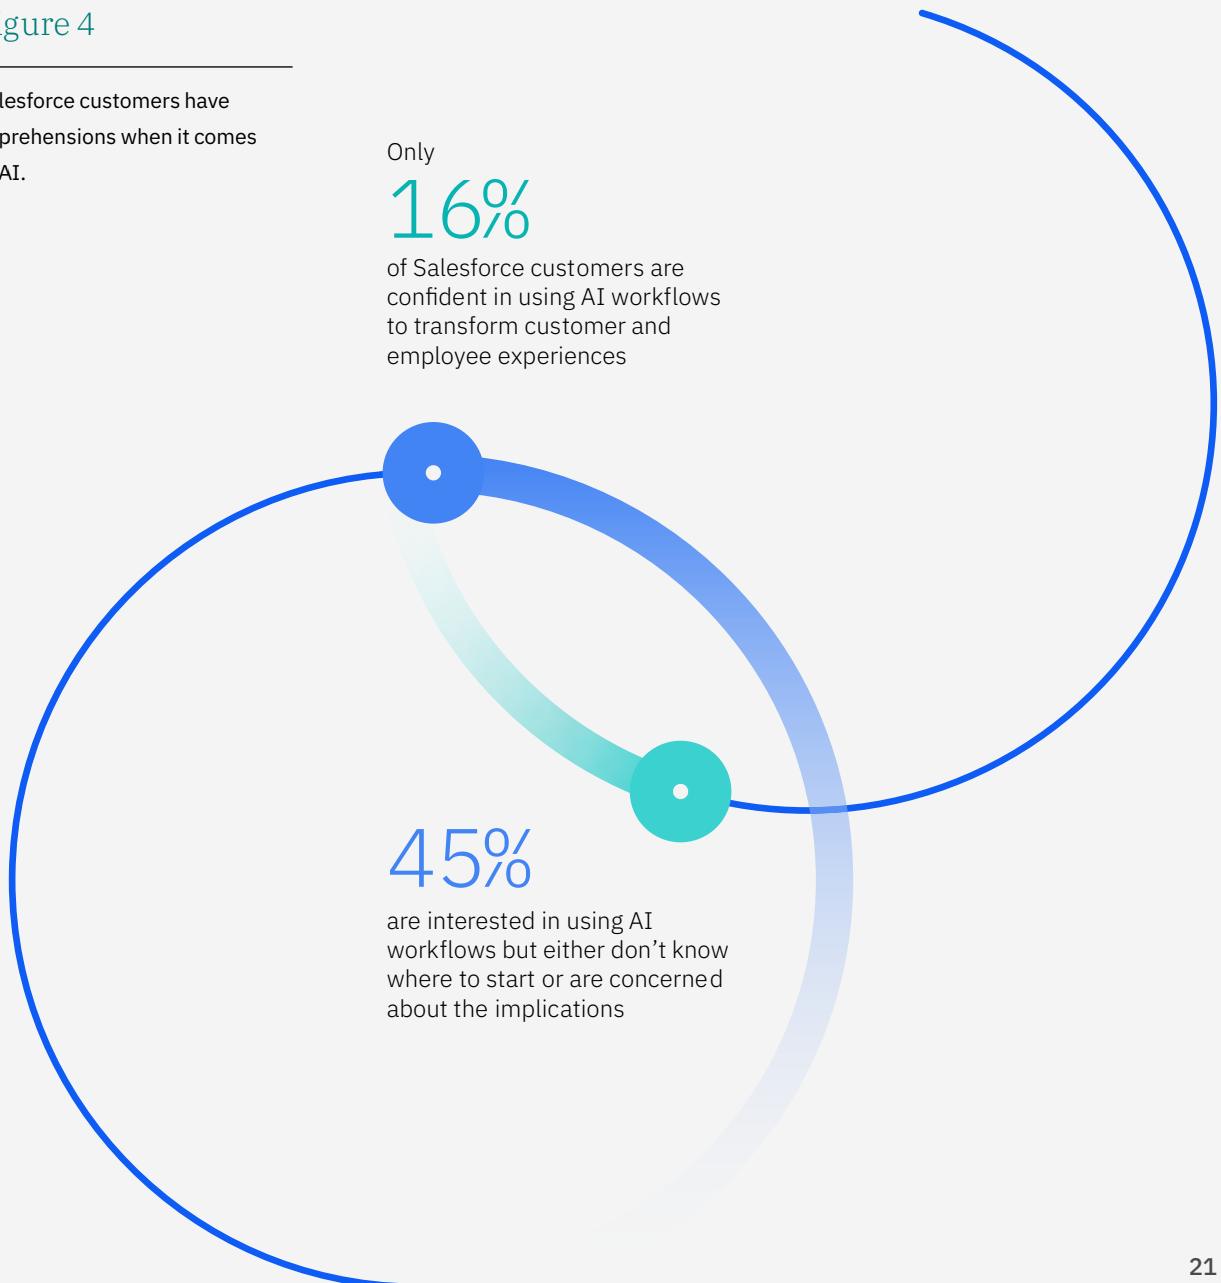 igure 4
lesforce customers have
prehensions when it comes
AI.
Only
16%
of Salesforce customers are
confident in using AI workflows
to transform customer and
employee experiences
45%
are interested in using AI
workflows but either don’t know
where to start or are concerned
about the implications
21